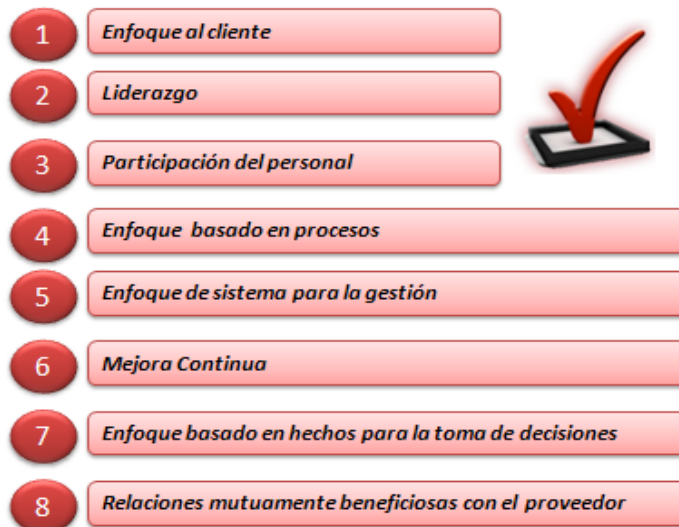 1 Enfoque al cliente
2 Liderazgo
3 Participación del personal
4 Enfoque basado en procesos
5 Enfoque de sistema para la gestión
6 Mejora Continua
7 Enfoque basado en hechos para la toma de decisiones
8 Relaciones mutuamente beneficiosas con el proveedor